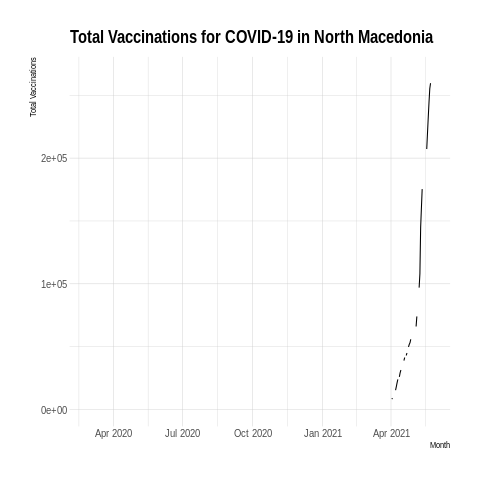 Total Vaccinations for COVID-19 in North Macedonia
Total Vaccinations
2e+05
1e+05
0e+00
Apr 2020 Jul 2020 Oct 2020 Jan 2021 Apr 2021
Month